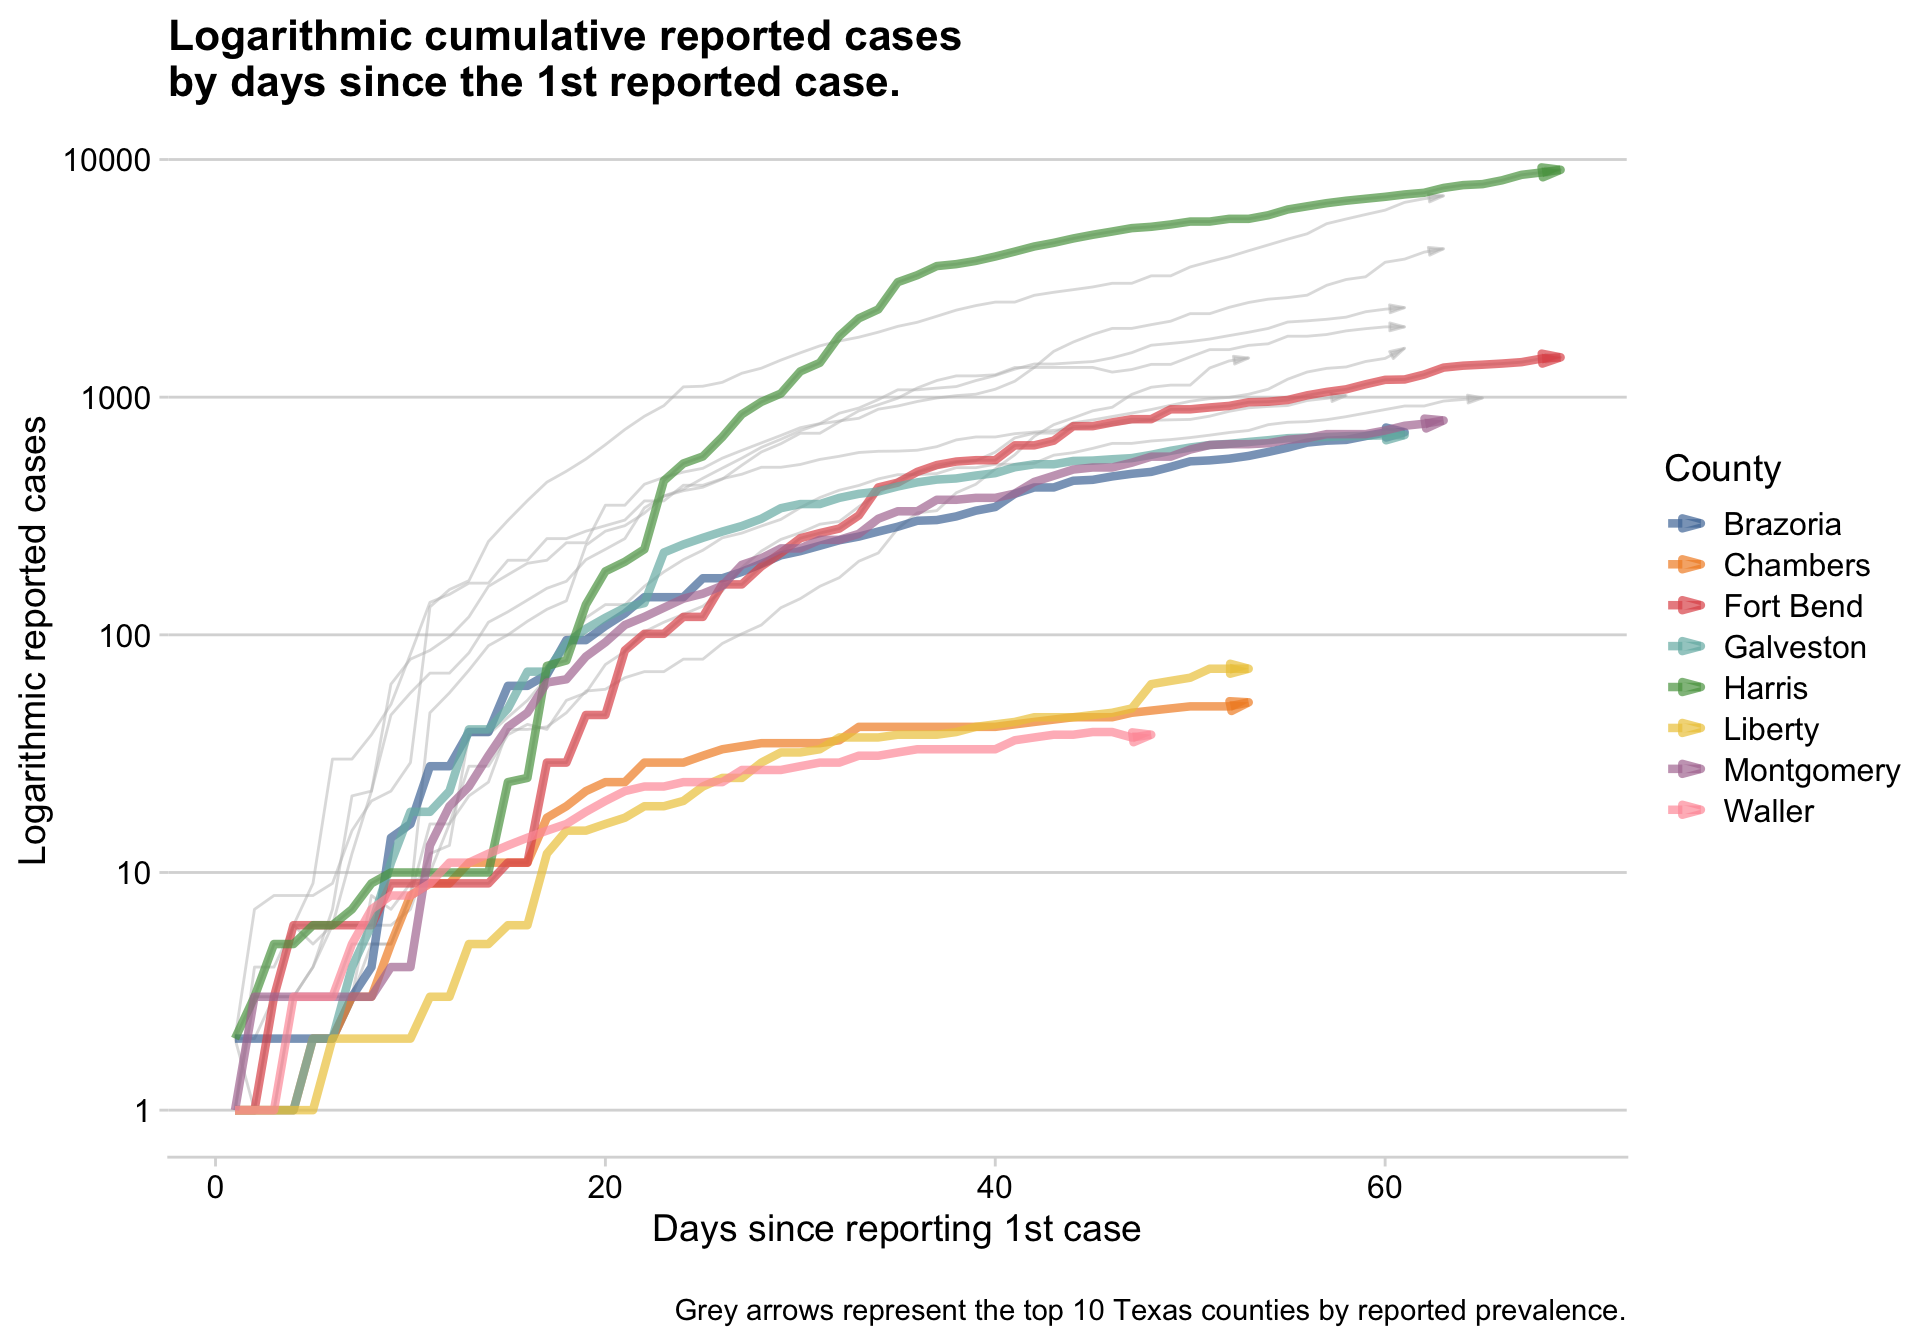 Logarithmic cumulative reported cases
by days since the 1st reported case.
Logarithmic reported cases
10000
1000
100
10
1
0
20
40
60
Days since reporting 1st case
County
Brazoria
Chambers
Fort Bend
Galveston
Harris
Liberty
Montgomery
Waller
Grey arrows represent the top 10 Texas counties by reported prevalence.